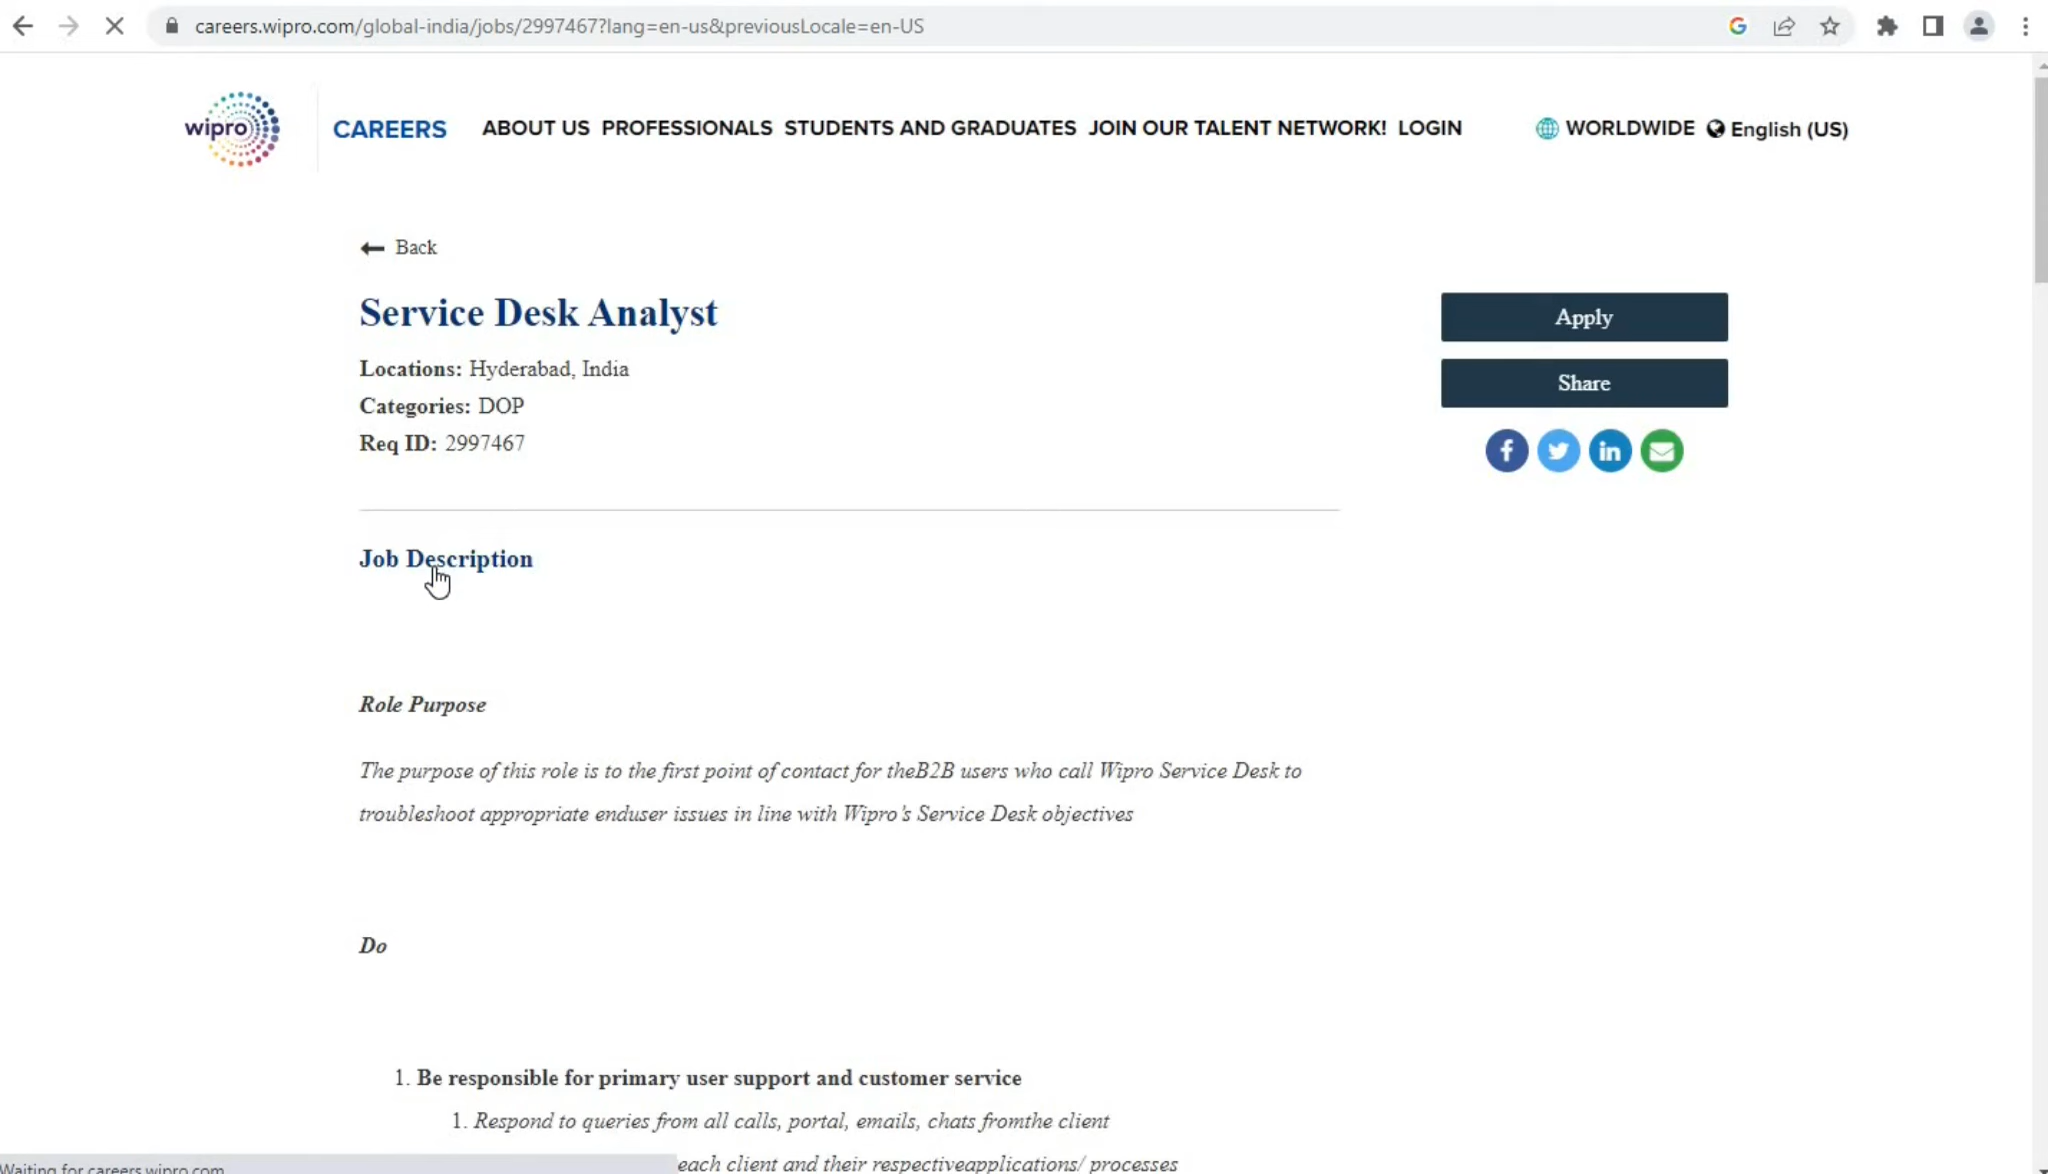 careers.wipro.com/global-india/jobs/2997467?lang=en-us&previousLocale=en-US
wipro
CAREERS ABOUT US PROFESSIONALS STUDENTS AND GRADUATES JOIN OUR TALENT NETWORK! LOGIN WORLDWIDE English (US)
Back
Service Desk Analyst
Apply
Locations: Hyderabad, India
Share
Categories: DOP
Req ID: 2997467
Job Description
Role Purpose
The purpose of this role is to the first point of contact for theB2B users who call Wipro Service Desk to
troubleshoot appropriate enduser issues in line with Wipro's Service Desk objectives
Do
1. Be responsible for primary user support and customer service
1. Respond to queries from all calls, portal, emails, chats fromthe client
each client and their respectiveapplications/ processes
Waiting for careers.wipro.com